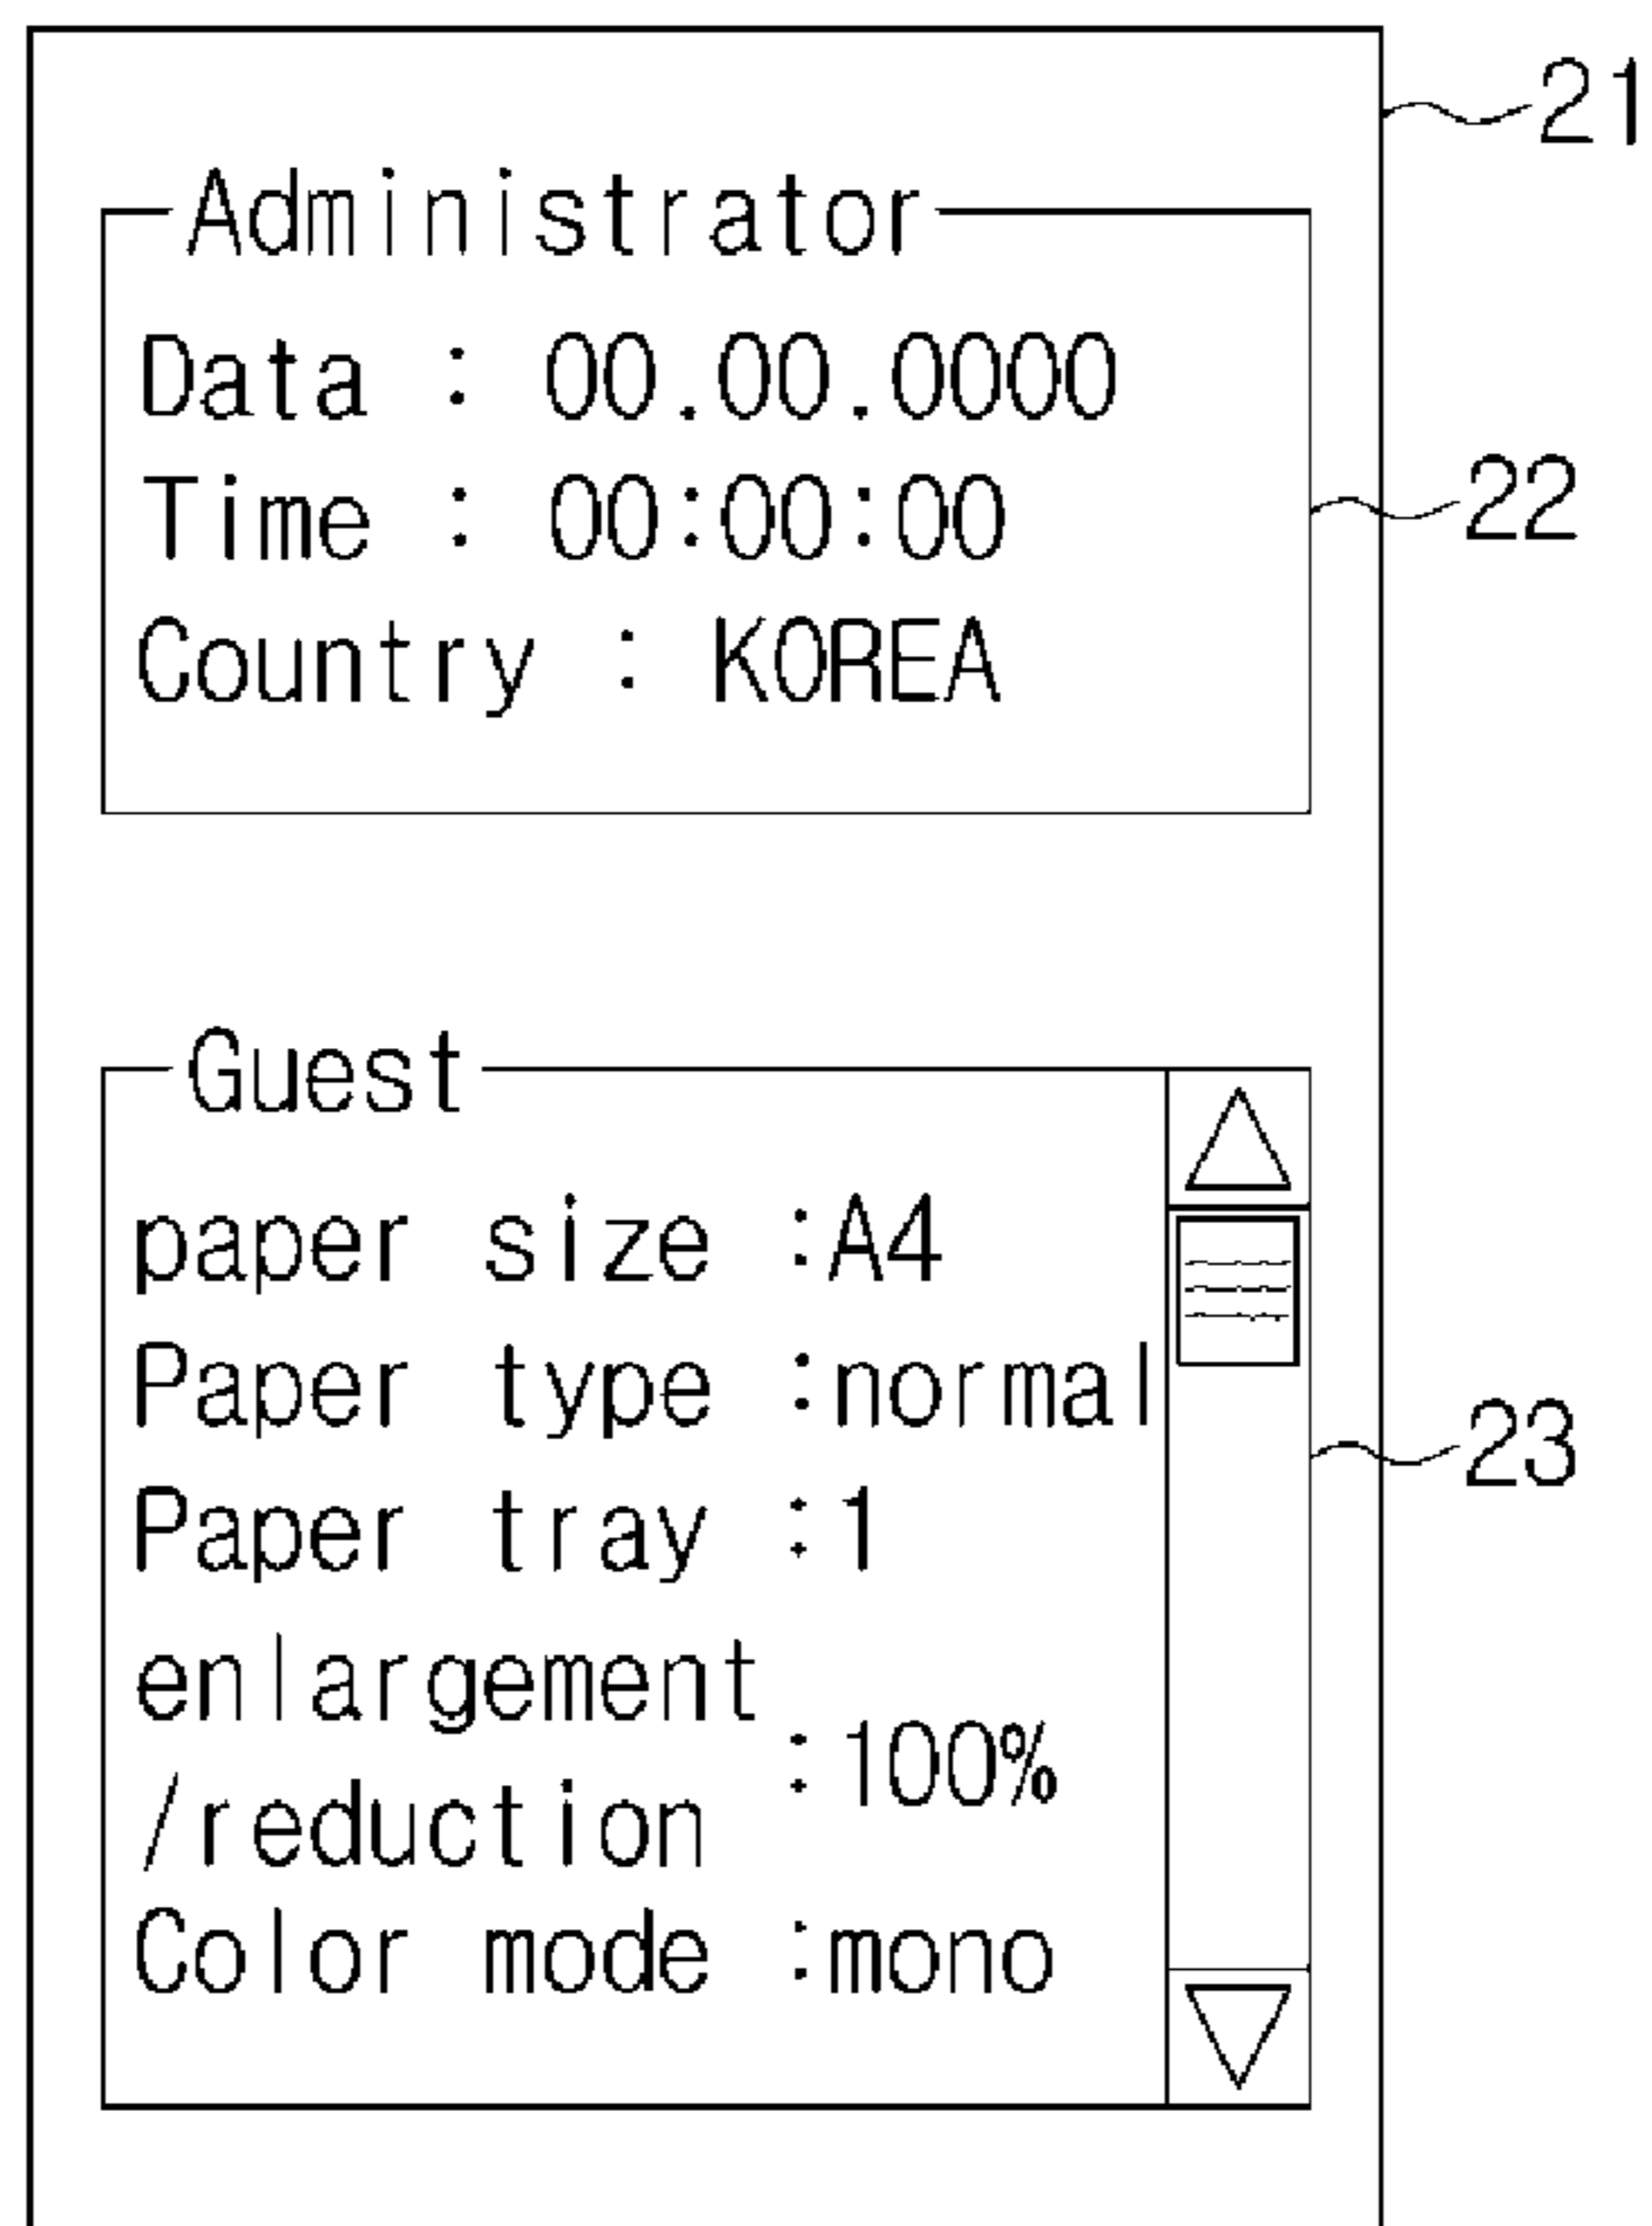 21
Administrator
Data : 00.00.0000
Time : 00:00:00
22
Country : KOREA
Guest
paper size :A4
Paper type :normal
23
Paper tray :1
enlargement
:100%
/reduction
Color mode :mono